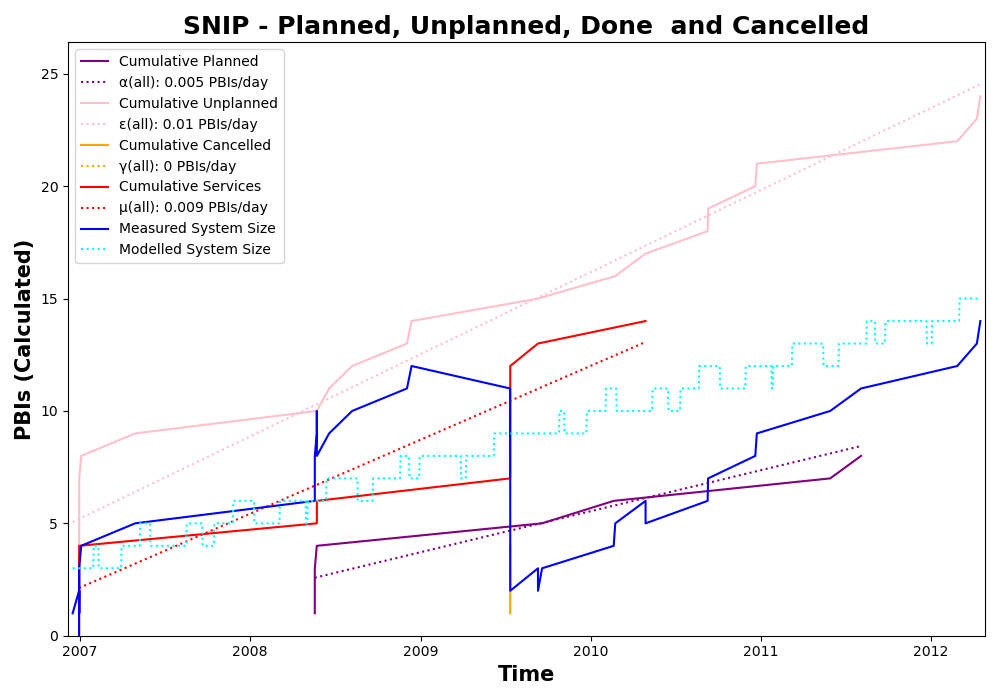 SNIP - Planned, Unplanned, Done  and Cancelled
Cumulative Planned
α(all): 0.005 PBIs/day
Cumulative Unplanned
ε(all): 0.01 PBIs/day
Cumulative Cancelled
γ(all): 0 PBIs/day
Cumulative Services
μ(all): 0.009 PBIs/day
Measured System Size
Modelled System Size
PBIs (Calculated)
25
20
15
10
5
0
2007 2008 2009 2010 2011 2012
Time